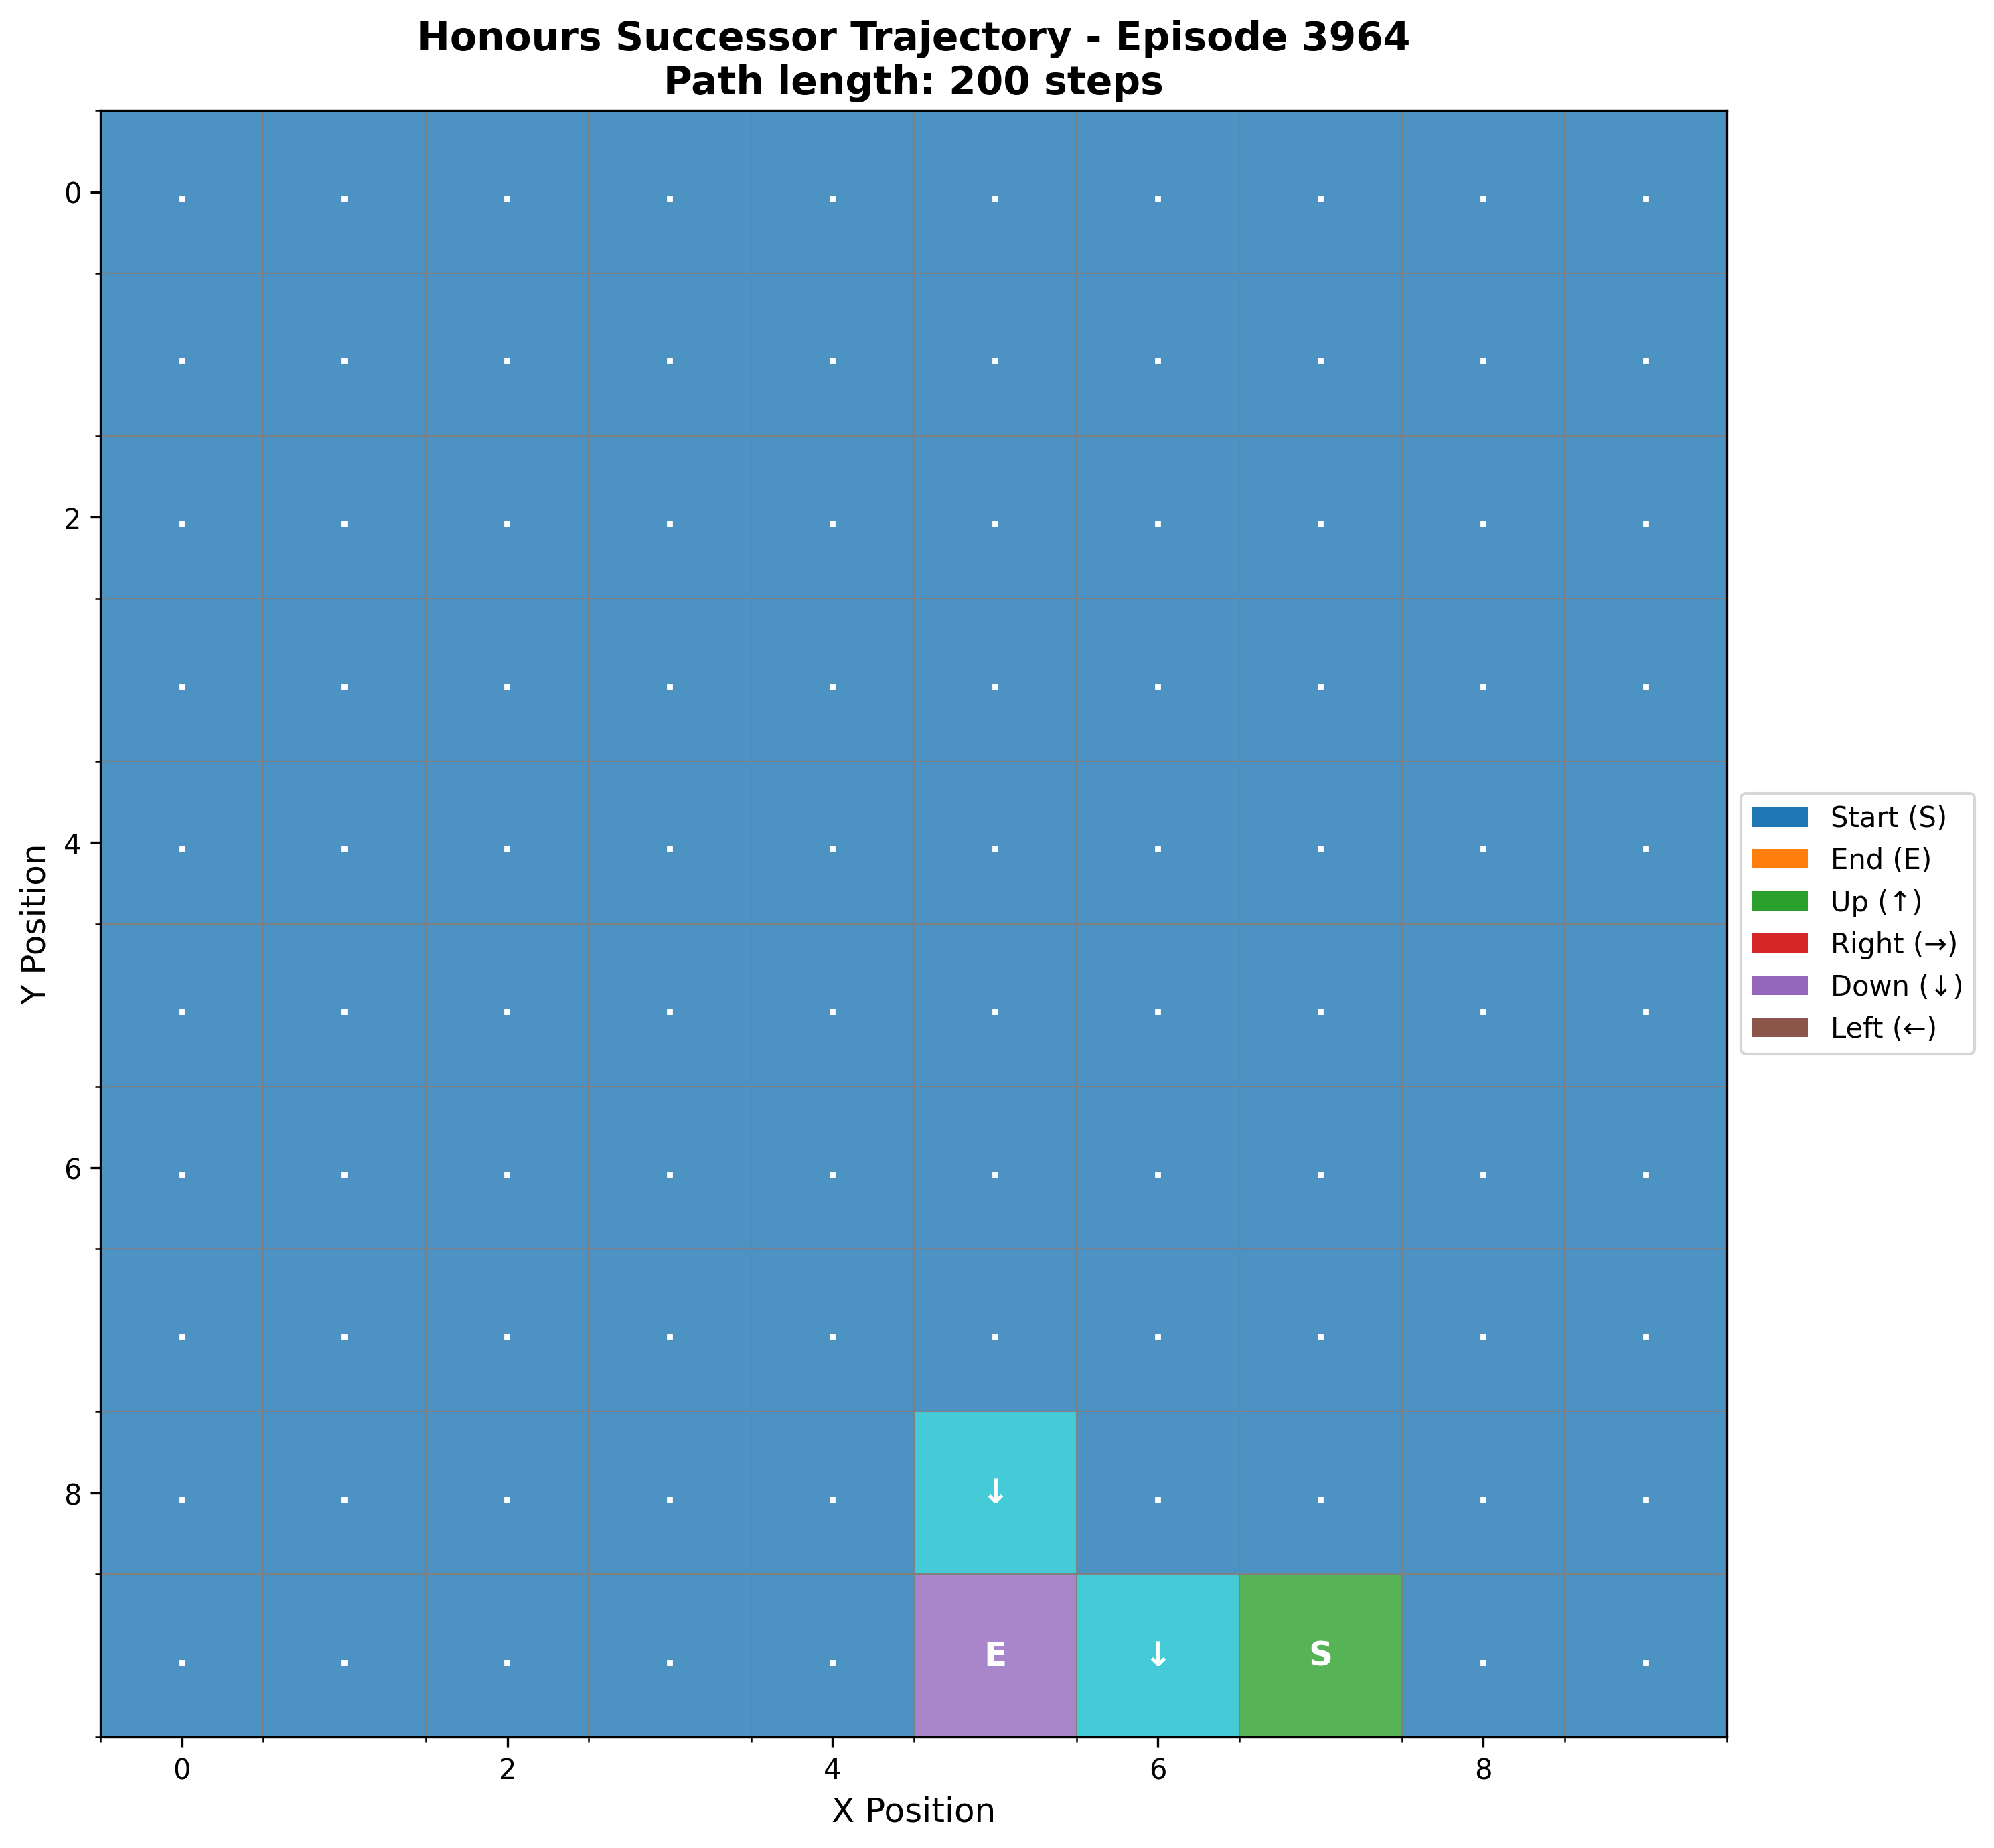 Honours Successor Trajectory - Episode 3964
Path length: 200 steps
0
2
4
6
8
Y Position
↓
E ↓ S
0 2 4 6 8
X Position
Start (S)
End (E)
Up (↑)
Right (→)
Down (↓)
Left (←)